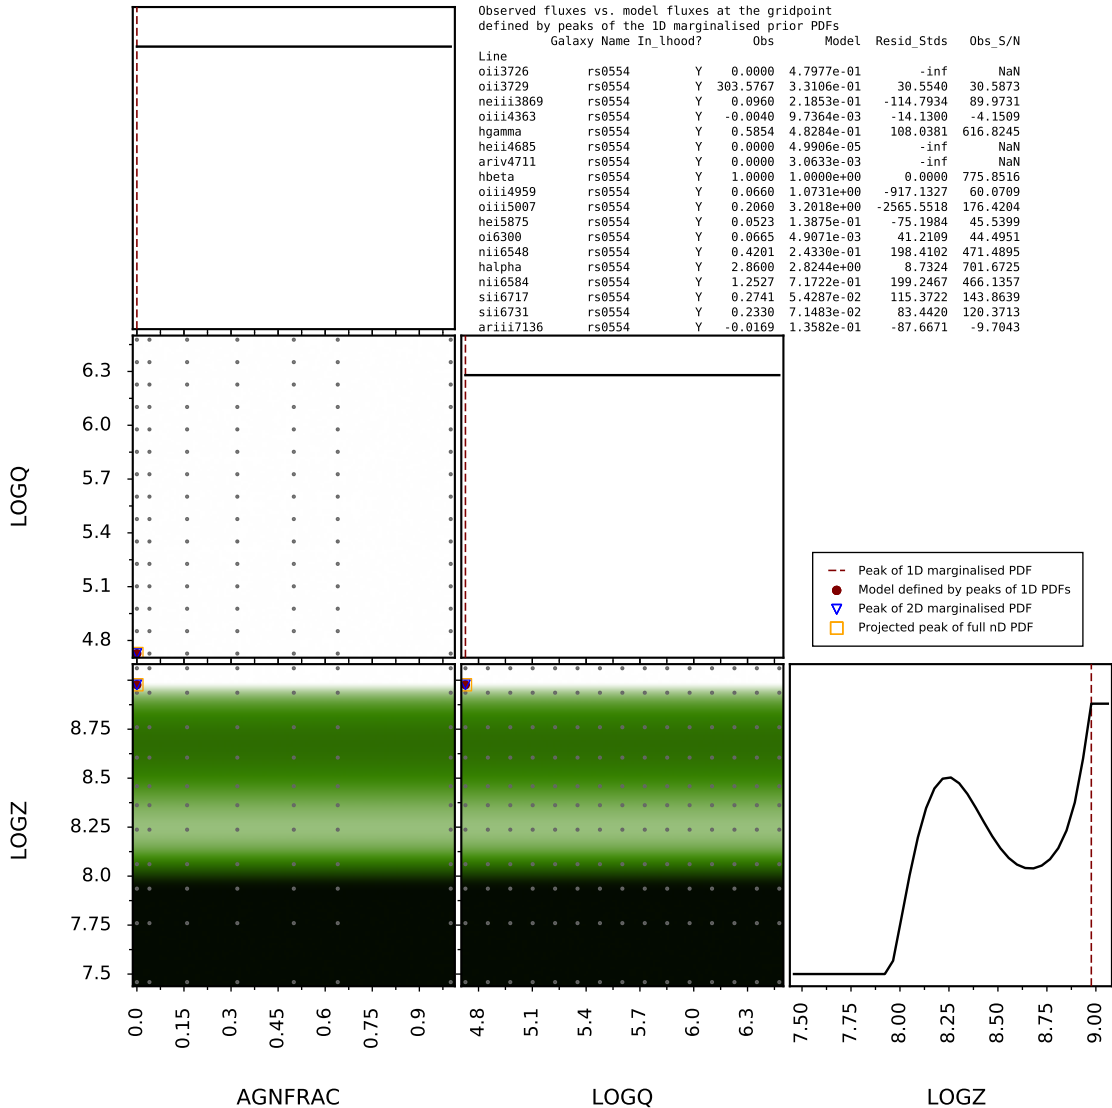 Observed fluxes vs. model fluxes at the gridpoint
defined by peaks of the 1D marginalised prior PDFs
Galaxy Name In_lhood? Obs Model Resid_Stds Obs_S/N
Line
oii3726 rs0554 Y 0.0000 4.7977e-01 -inf NaN
oii3729 rs0554 Y 303.5767 3.3106e-01 30.5540 30.5873
neiii3869 rs0554 Y 0.0960 2.1853e-01 -114.7934 89.9731
oiii4363 rs0554 Y -0.0040 9.7364e-03 -14.1300 -4.1509
hgamma rs0554 Y 0.5854 4.8284e-01 108.0381 616.8245
heii4685 rs0554 Y 0.0000 4.9906e-05 -inf NaN
ariv4711 rs0554 Y 0.0000 3.0633e-03 -inf NaN
hbeta rs0554 Y 1.0000 1.0000e+00 0.0000 775.8516
oiii4959 rs0554 Y 0.0660 1.0731e+00 -917.1327 60.0709
oiii5007 rs0554 Y 0.2060 3.2018e+00 -2565.5518 176.4204
hei5875 rs0554 Y 0.0523 1.3875e-01 -75.1984 45.5399
oi6300 rs0554 Y 0.0665 4.9071e-03 41.2109 44.4951
nii6548 rs0554 Y 0.4201 2.4330e-01 198.4102 471.4895
halpha rs0554 Y 2.8600 2.8244e+00 8.7324 701.6725
nii6584 rs0554 Y 1.2527 7.1722e-01 199.2467 466.1357
sii6717 rs0554 Y 0.2741 5.4287e-02 115.3722 143.8639
sii6731 rs0554 Y 0.2330 7.1483e-02 83.4420 120.3713
ariii7136 rs0554 Y -0.0169 1.3582e-01 -87.6671 -9.7043
LOGQ
6.3
6.0
5.7
5.4
5.1
4.8
Peak of 1D marginalised PDF
Model defined by peaks of 1D PDFs
Peak of 2D marginalised PDF
Projected peak of full nD PDF
LOGZ
8.75
8.5
8.25
8.0
7.75
7.5
0.0 0.15 0.3 0.45 0.6 0.75 0.9
4.8 5.1 5.4 5.7 6.0 6.3
7.50 7.75 8.00 8.25 8.50 8.75 9.00
AGNFRAC LOGQ LOGZ